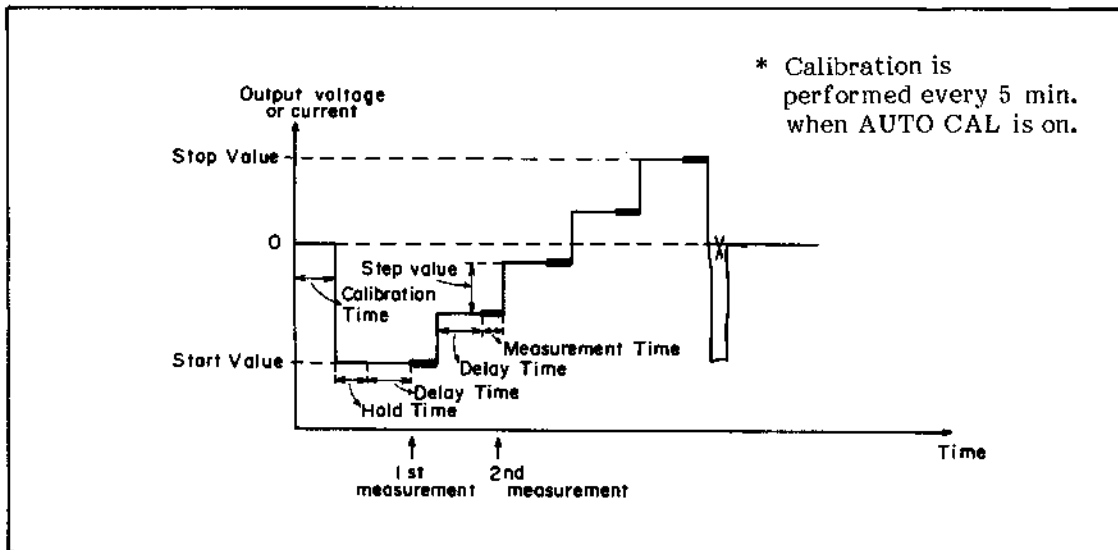 * Calibration is
performed every 5 min.
when AUTO CAL is on.
Output voltage
or current
Stop Value
0
Step value
Calibration
Time
Measurement Time
Start Value
Delay Time
Delay Time
Hold Time
Time
1st
measurement
2nd
measurement